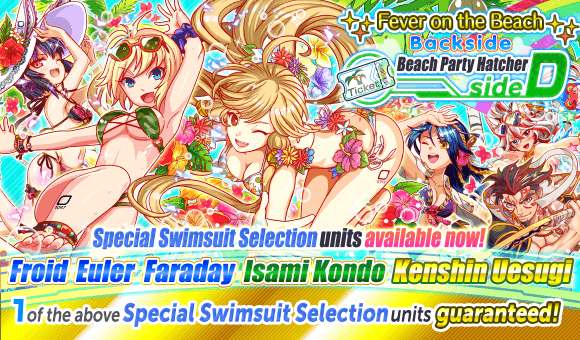 Fever on the Beach
Backside
Beach Party Hatcher
Ticket
side D
Special Swimsuit Selection units available now!
Froid Euler Faraday Isami Kondo Kenshin Uesugi
1 of the above Special Swimsuit Selection units guaranteed!